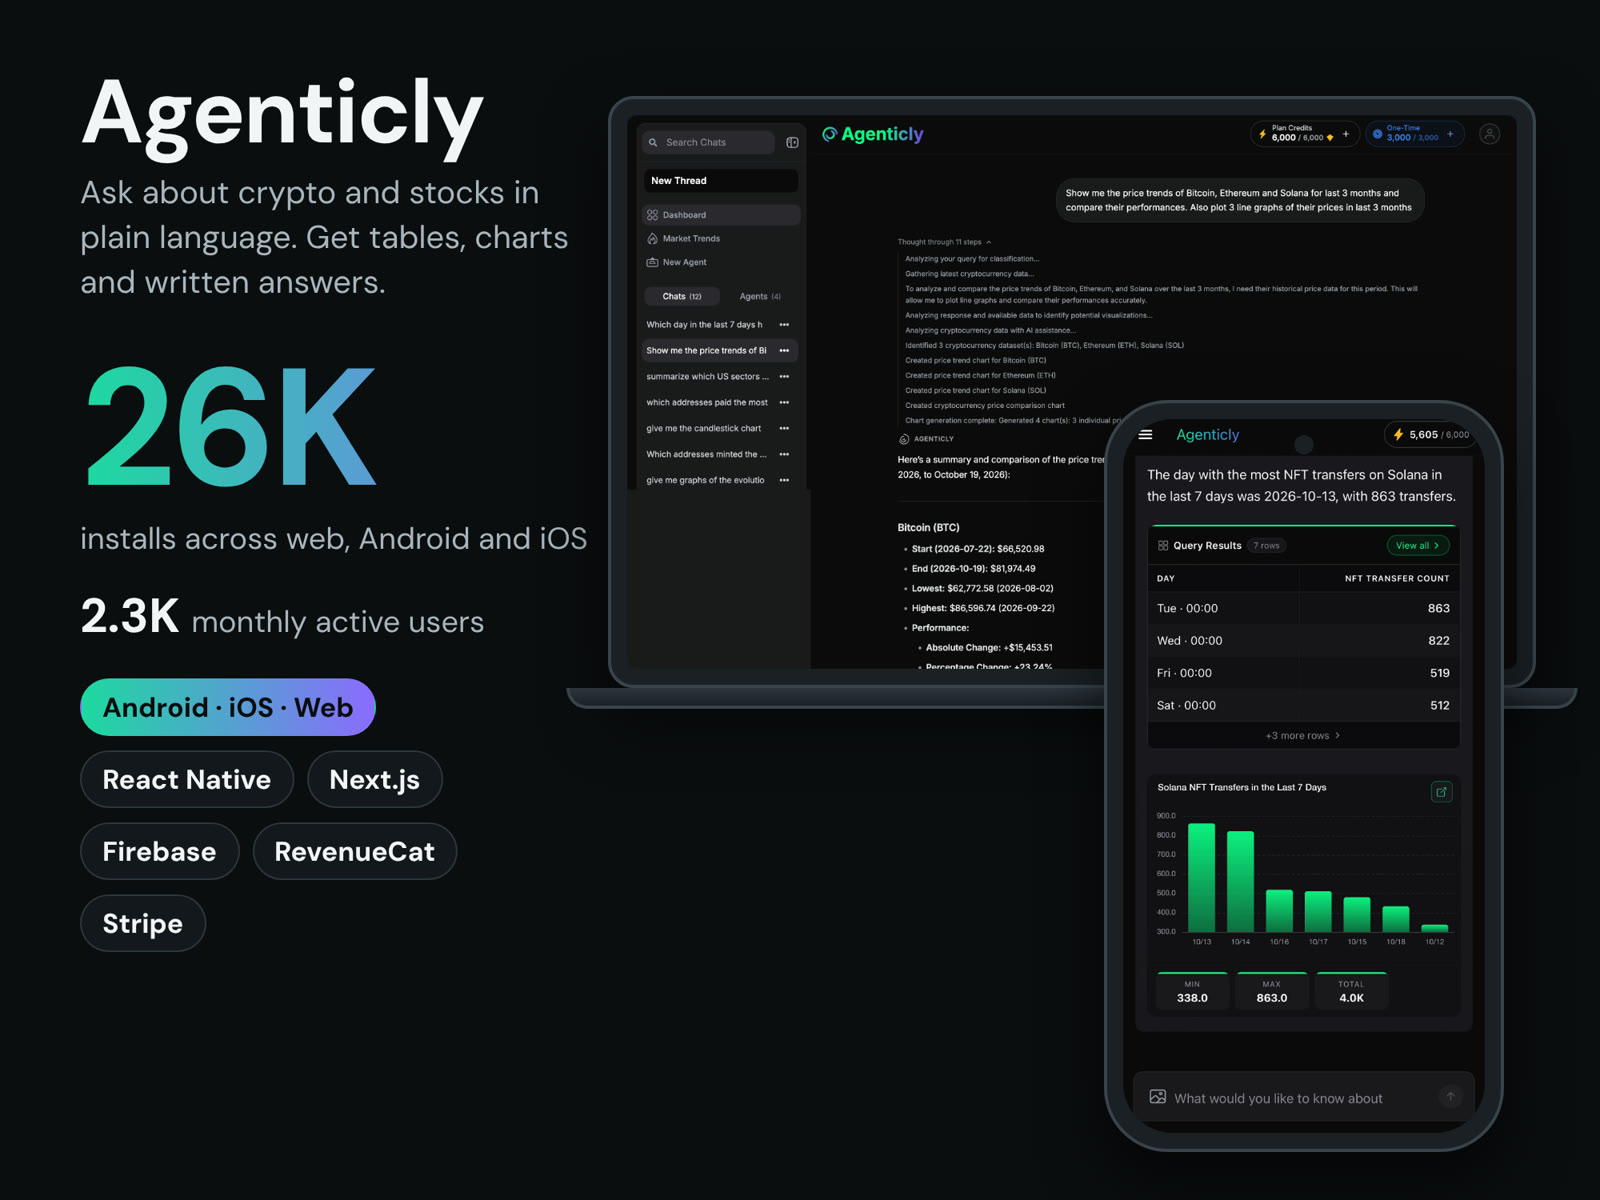 Agenticly
Ask about crypto and stocks in
plain language. Get tables, charts
and written answers.
26K
installs across web, Android and iOS
2.3K monthly active users
Android · iOS · Web
React Native
Next.js
Firebase
RevenueCat
Stripe
Search Chats
New Thread
Dashboard
Market Trends
New Agent
Chats (12)
Agents (4)
Which day in the last 7 days h •••
Show me the price trends of Bi •••
summarize which US sectors ... •••
which addresses paid the most •••
give me the candlestick chart •••
Which addresses minted the ... •••
give me graphs of the evolutio •••
Agenticly
Plan Credits
6,000 / 6,000 +
One-Time
3,000 / 3,000 +
Show me the price trends of Bitcoin, Ethereum and Solana for last 3 months and
compare their performances. Also plot 3 line graphs of their prices in last 3 months
Thought through 11 steps
Analyzing your query for classification...
Gathering latest cryptocurrency data...
To analyze and compare the price trends of Bitcoin, Ethereum, and Solana over the last 3 months, I need their historical price data for this period. This will
allow me to plot line graphs and compare their performances accurately.
Analyzing response and available data to identify potential visualizations...
Analyzing cryptocurrency data with AI assistance...
Identified 3 cryptocurrency dataset(s): Bitcoin (BTC), Ethereum (ETH), Solana (SOL)
Created price trend chart for Bitcoin (BTC)
Created price trend chart for Ethereum (ETH)
Created price trend chart for Solana (SOL)
Created cryptocurrency price comparison chart
Chart generation complete: Generated 4 chart(s): 3 individual
AGENTICLY
Here's a summary and comparison of the price
2026, to October 19, 2026):
Bitcoin (BTC)
• Start (2026-07-22): $66,520.98
• End (2026-10-19): $81,974.49
• Lowest: $62,772.58 (2026-08-02)
• Highest: $86,596.74 (2026-09-22)
• Performance:
• Absolute Change: +$15,453.51
• Percentage Change: +23.24%
Agenticly
5,605 / 6,000
The day with the most NFT transfers on Solana in
the last 7 days was 2026-10-13, with 863 transfers.
Query Results
7 rows
View all >
DAY NFT TRANSFER COUNT
Tue · 00:00 863
Wed · 00:00 822
Fri · 00:00 519
Sat · 00:00 512
+3 more rows >
Solana NFT Transfers in the Last 7 Days
900.0
800.0
700.0
600.0
500.0
400.0
300.0
10/13 10/14 10/16 10/17 10/15 10/18 10/12
MIN
338.0
MAX
863.0
TOTAL
4.0K
What would you like to know about